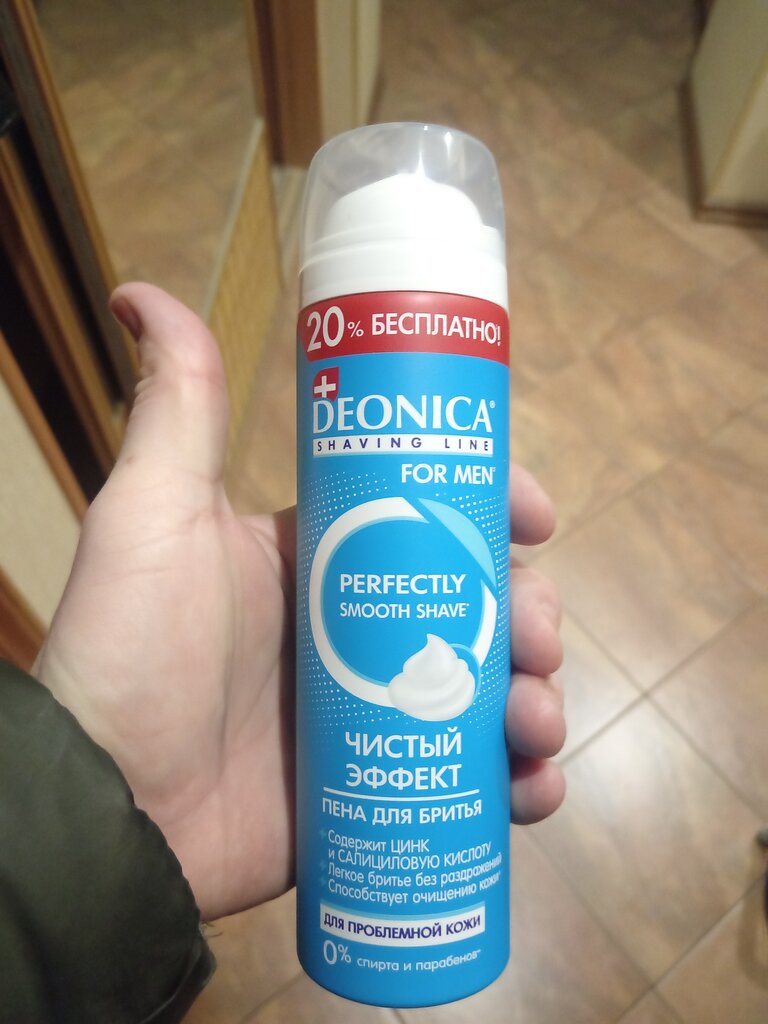 20% БЕСПЛАТНО!
DEONICA®
SHAVING LINE
FOR MEN
PERFECTLY
SMOOTH SHAVE
ЧИСТЫЙ
ЭФФЕКТ
ПЕНА ДЛЯ БРИТЬЯ
Содержит ЦИНК
и САЛИЦИЛОВУЮ КИСЛОТУ
Легкое бритье без раздражений
Способствует очищению кожи
ДЛЯ ПРОБЛЕМНОЙ КОЖИ
0% спирта и парабенов**